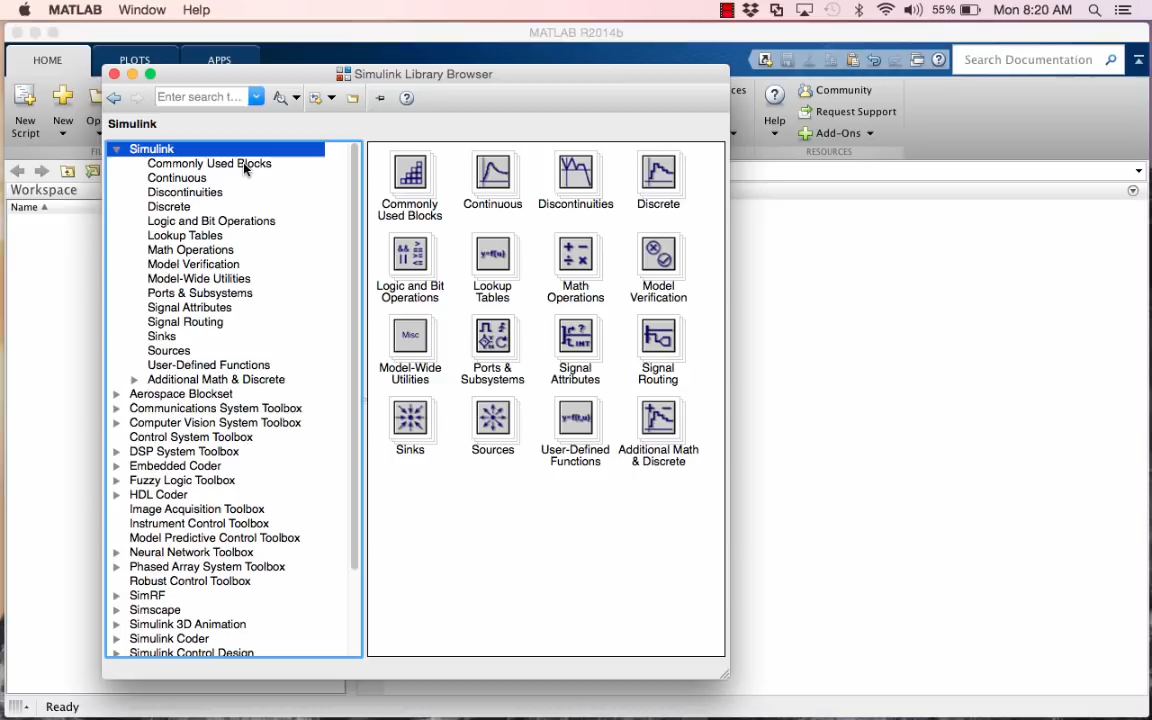 MATLAB Window Help 55% Mon 8:20 AM
MATLAB R2014b
HOME PLOTS APPS Search Documentation
Simulink Library Browser
Enter search t...
New Script
New
Op
ces
Help
Community
Request Support
Add-Ons
RESOURCES
Simulink
Workspace
Name
Simulink
Commonly Used Blocks
Continuous
Discontinuities
Discrete
Logic and Bit Operations
Lookup Tables
Math Operations
Model Verification
Model-Wide Utilities
Ports & Subsystems
Signal Attributes
Signal Routing
Sinks
Sources
User-Defined Functions
Additional Math & Discrete
Aerospace Blockset
Communications System Toolbox
Computer Vision System Toolbox
Control System Toolbox
DSP System Toolbox
Embedded Coder
Fuzzy Logic Toolbox
HDL Coder
Image Acquisition Toolbox
Instrument Control Toolbox
Model Predictive Control Toolbox
Neural Network Toolbox
Phased Array System Toolbox
Robust Control Toolbox
SimRF
Simscape
Simulink 3D Animation
Simulink Coder
Simulink Control Design
Commonly Used Blocks
Continuous
Discontinuities
Discrete
Logic and Bit Operations
y=f(u)
Lookup Tables
Math Operations
Model Verification
Misc
Model-Wide Utilities
Ports & Subsystems
Signal Attributes
Signal Routing
Sinks
Sources
y=f(t,u)
User-Defined Functions
Additional Math & Discrete
Ready